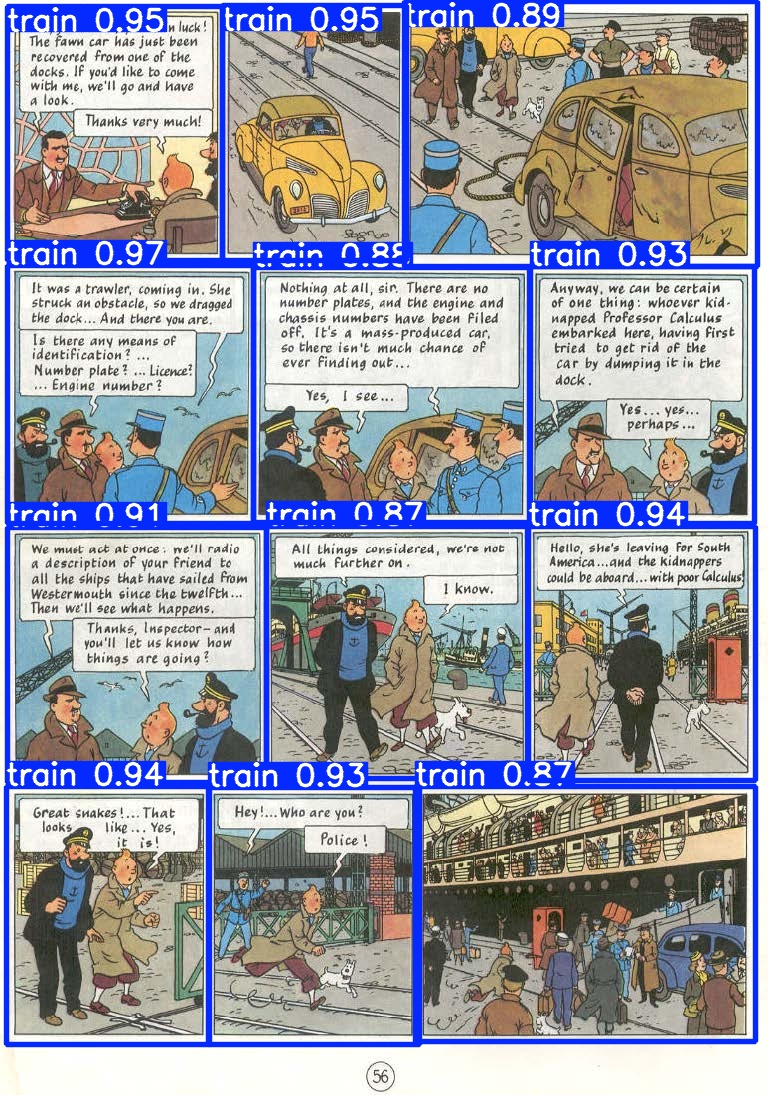 train 0.95
luck!
The fawn car has just been
recovered from one of the
docks. If you'd like to come
with me, we'll go and have
a look.
Thanks very much!
train 0.95
train 0.89
train 0.97
It was a trawler, coming in. She
struck an obstacle, so we dragged
the dock... And there you are.
Is there any means of
identification? ...
Number plate? ... Licence?
... Engine number?
train 0.88
Nothing at all, sir. There are no
number plates, and the engine and
chassis numbers have been filed
off. It's a mass-produced car,
so there isn't much chance of
ever finding out...
Yes, I see...
train 0.93
Anyway, we can be certain
of one thing: whoever kid-
napped Professor Calculus
embarked here, having first
tried to get rid of the
car by dumping it in the
dock.
Yes... yes...
perhaps...
train 0.91
We must act at once: we'll radio
a description of your friend to
all the ships that have sailed from
Westermouth since the twelfth...
Then we'll see what happens.
Thanks, Inspector - and
you'll let us know how
things are going?
train 0.87
All things considered, we're not
much further on.
I know.
train 0.94
Hello, she's leaving for South
America...and the kidnappers
could be aboard... with poor Calculus!
train 0.94
Great snakes!... That
looks like... Yes,
it is!
train 0.93
Hey!... Who are you?
Police!
train 0.87
56